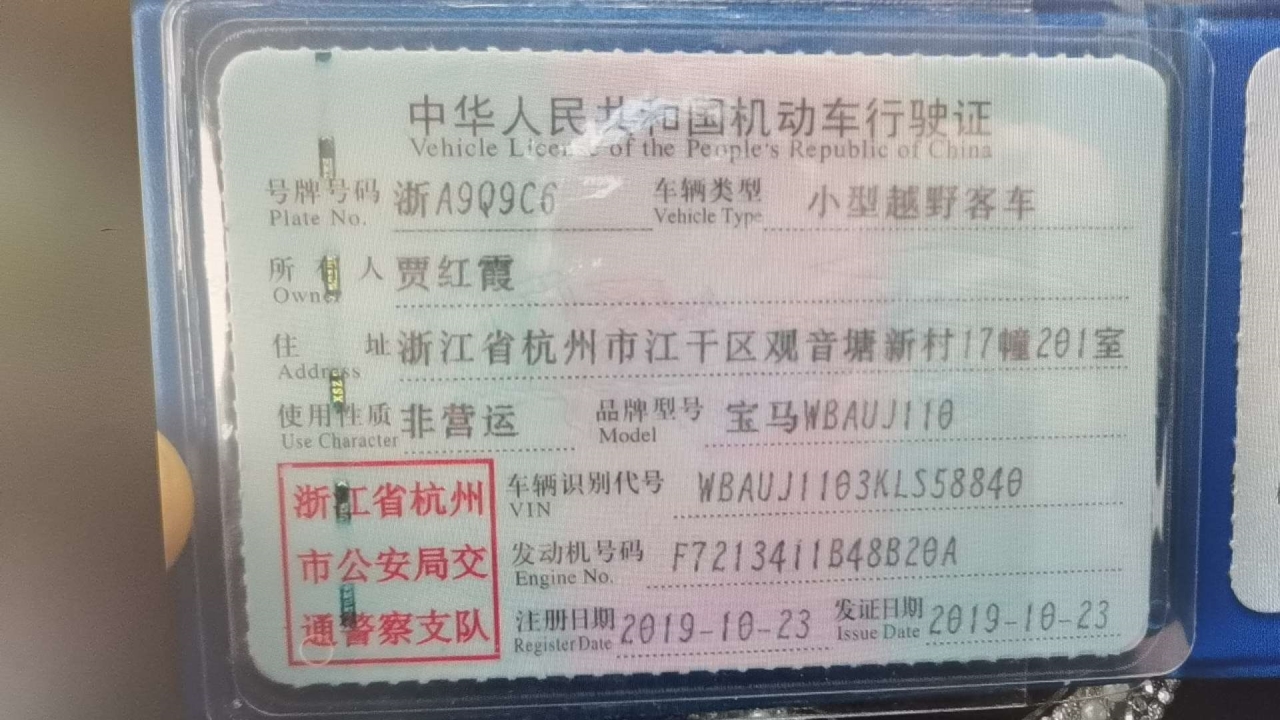 中华人民共和国机动车行驶证
Vehicle License of the People's Republic of China
号牌号码 浙A9Q9C6 车辆类型 小型越野客车
Plate No. Vehicle Type
所有人 贾红霞
Owner
住址 浙江省杭州市江干区观音塘新村17幢201室
Address
使用性质 非营运 品牌型号 宝马WBAUJ110
Use Character Model
浙江省杭州
市公安局交
通警察支队
车辆识别代号 WBAUJ1103KLS58840
VIN
发动机号码 F7213411B48B20A
Engine No.
注册日期 2019-10-23 发证日期 2019-10-23
Register Date Issue Date